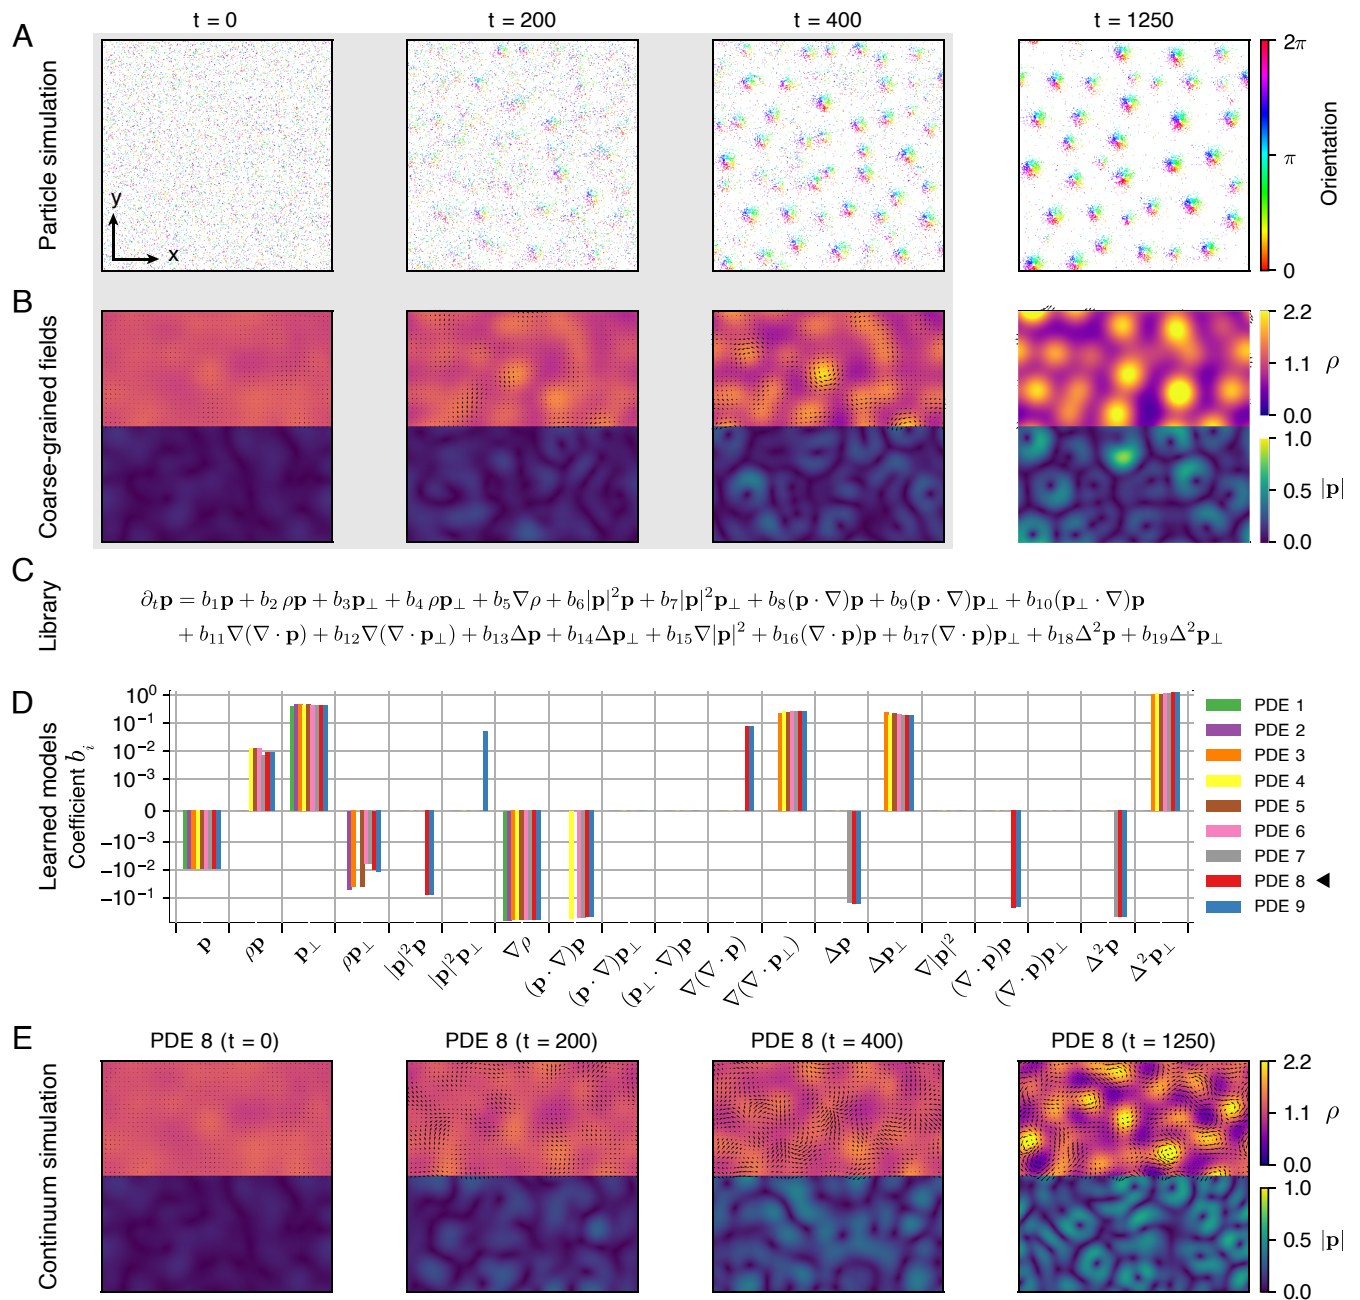 A
Particle simulation
t = 0
t = 200
t = 400
t = 1250
y
x
2π
π
0
Orientation
B
Coarse-grained fields
2.2
1.1
0.0
ρ
1.0
0.5
0.0
|p|
C
Library
∂ₜp = b₁p + b₂ ρp + b₃p⊥ + b₄ ρp⊥ + b₅∇ρ + b₆|p|²p + b₇|p|²p⊥ + b₈(p · ∇)p + b₉(p · ∇)p⊥ + b₁₀(p⊥ · ∇)p
+ b₁₁∇(∇ · p) + b₁₂∇(∇ · p⊥) + b₁₃Δp + b₁₄Δp⊥ + b₁₅∇|p|² + b₁₆(∇ · p)p + b₁₇(∇ · p)p⊥ + b₁₈Δ²p + b₁₉Δ²p⊥
D
Learned models
Coefficient bᵢ
10⁰
10⁻¹
10⁻²
10⁻³
0
−10⁻³
−10⁻²
−10⁻¹
p
ρp
p⊥
ρp⊥
|p|²p
|p|²p⊥
∇ρ
(p · ∇)p
(p · ∇)p⊥
(p⊥ · ∇)p
∇(∇ · p)
∇(∇ · p⊥)
Δp
Δp⊥
∇|p|²
(∇ · p)p
(∇ · p)p⊥
Δ²p
Δ²p⊥
PDE 1
PDE 2
PDE 3
PDE 4
PDE 5
PDE 6
PDE 7
PDE 8 ◀
PDE 9
E
Continuum simulation
PDE 8 (t = 0)
PDE 8 (t = 200)
PDE 8 (t = 400)
PDE 8 (t = 1250)
2.2
1.1
0.0
ρ
1.0
0.5
0.0
|p|